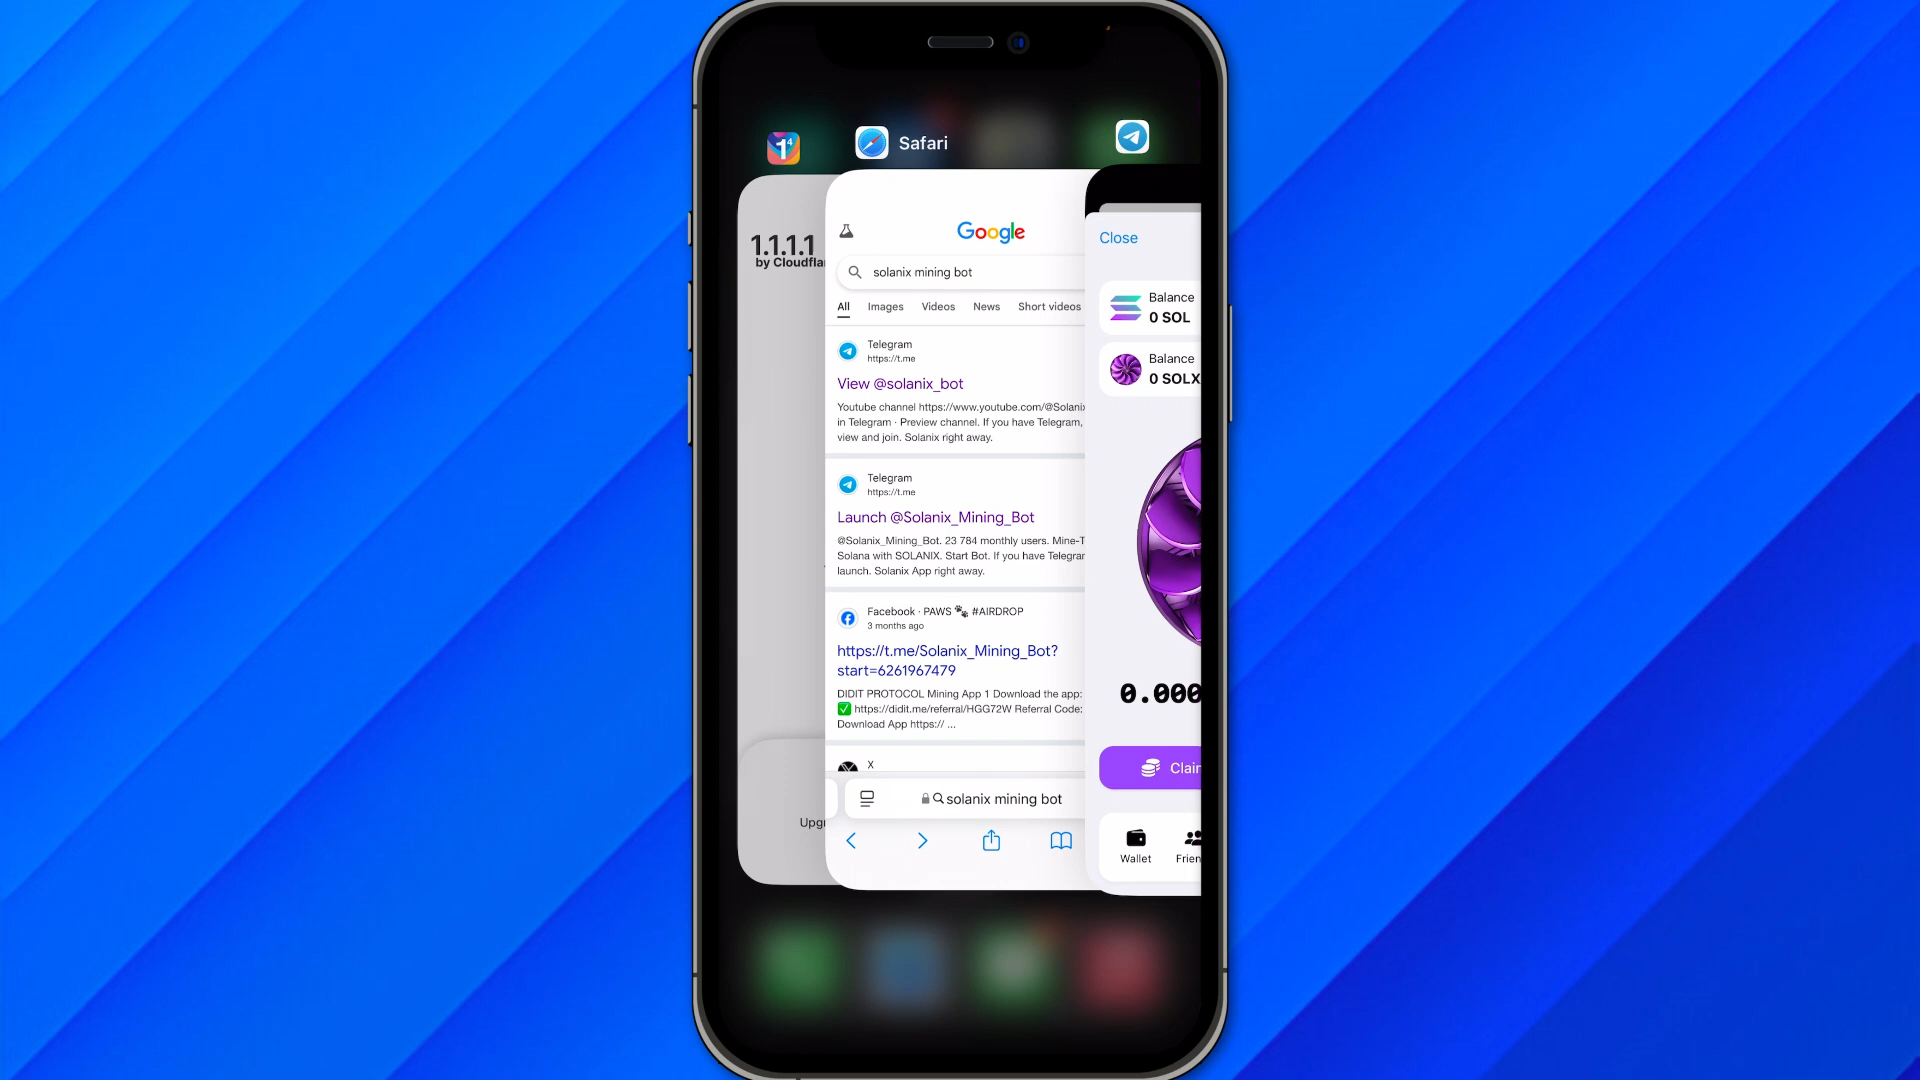 1⁴
Safari
1.1.1.1
by Cloudfla
Upgr
Google
solanix mining bot
All Images Videos News Short videos
Telegram
https://t.me
View @solanix_bot
Youtube channel https://www.youtube.com/@Solanix
in Telegram · Preview channel. If you have Telegram,
view and join. Solanix right away.
Telegram
https://t.me
Launch @Solanix_Mining_Bot
@Solanix_Mining_Bot. 23 784 monthly users. Mine-T
Solana with SOLANIX. Start Bot. If you have Telegram
launch. Solanix App right away.
Facebook · PAWS 🐾 #AIRDROP
3 months ago
https://t.me/Solanix_Mining_Bot?
start=6261967479
DIDIT PROTOCOL Mining App 1 Download the app:
✅ https://didit.me/referral/HGG72W Referral Code:
Download App https:// ...
X
solanix mining bot
Close
Balance
0 SOL
Balance
0 SOLX
0.000
Clair
Wallet Frien